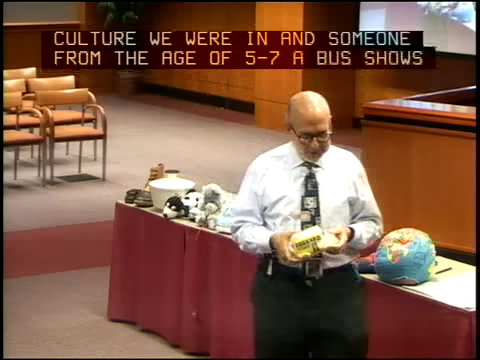 CULTURE WE WERE IN AND SOMEONE
FROM THE AGE OF 5-7 A BUS SHOWS